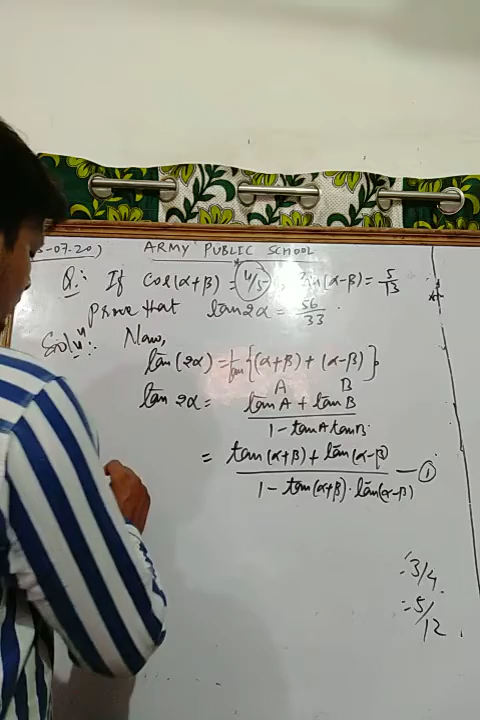 -07.20)
ARMY PUBLIC SCHOOL
Q:- If cos(α+β) = 4/5, sin(α-β) = 5/13
Prove that tan2α = 56/33.
Solⁿ:- Now,
tan(2α) = tan{(α+β) + (α-β)}
A B
tan 2α = tanA + tanB / 1 - tanA tanB
= tan(α+β) + tan(α-β) / 1 - tan(α+β)·tan(α-β) — ①
= 3/4
= 5/12